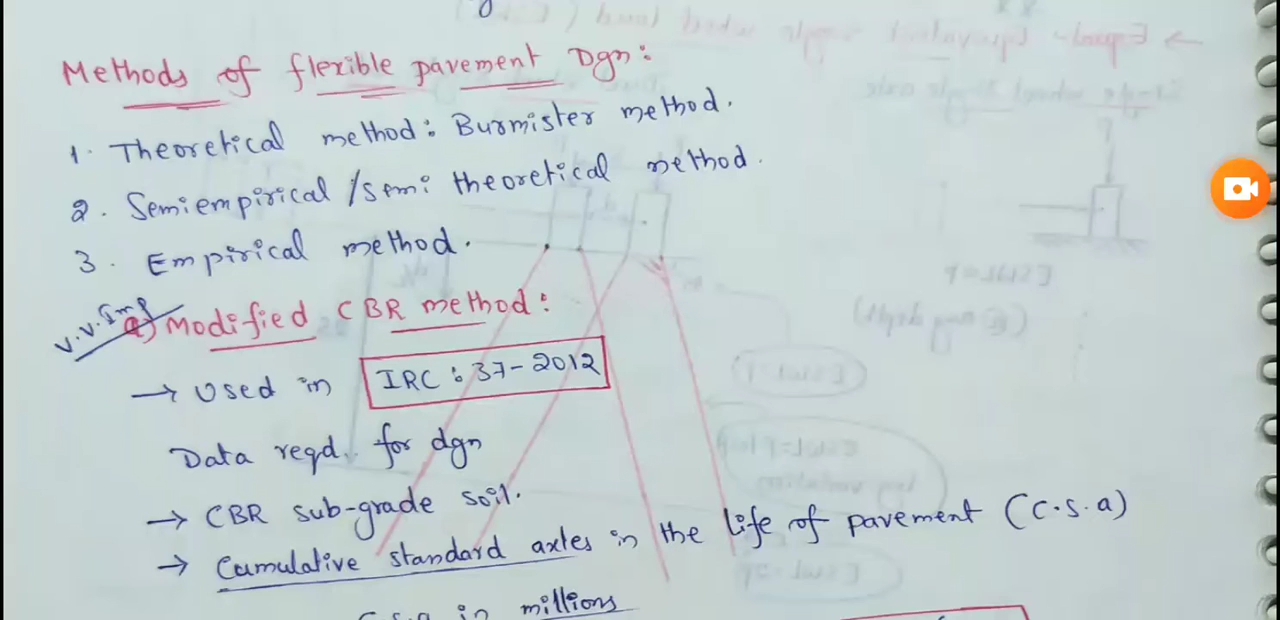 Methods of flexible pavement Dgn:
1. Theoretical method: Burmister method.
2. Semiempirical /semi theoretical method.
3. Empirical method.
V.V.Imp a) Modified CBR method:
→ Used in IRC: 37-2012
Data reqd. for dgn
→ CBR sub-grade soil.
→ Cumulative standard axles in the life of pavement (C.S.a)
C.S.a in millions